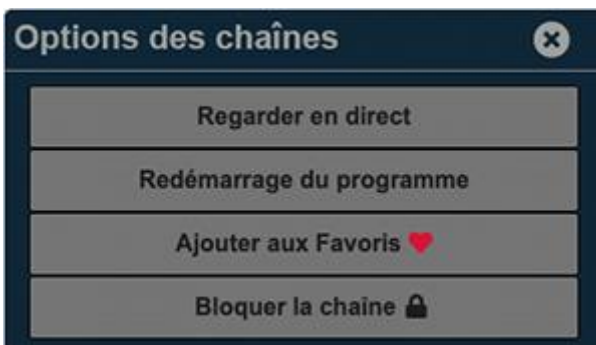 Options des chaînes
Regarder en direct
Redémarrage du programme
Ajouter aux Favoris
Bloquer la chaîne